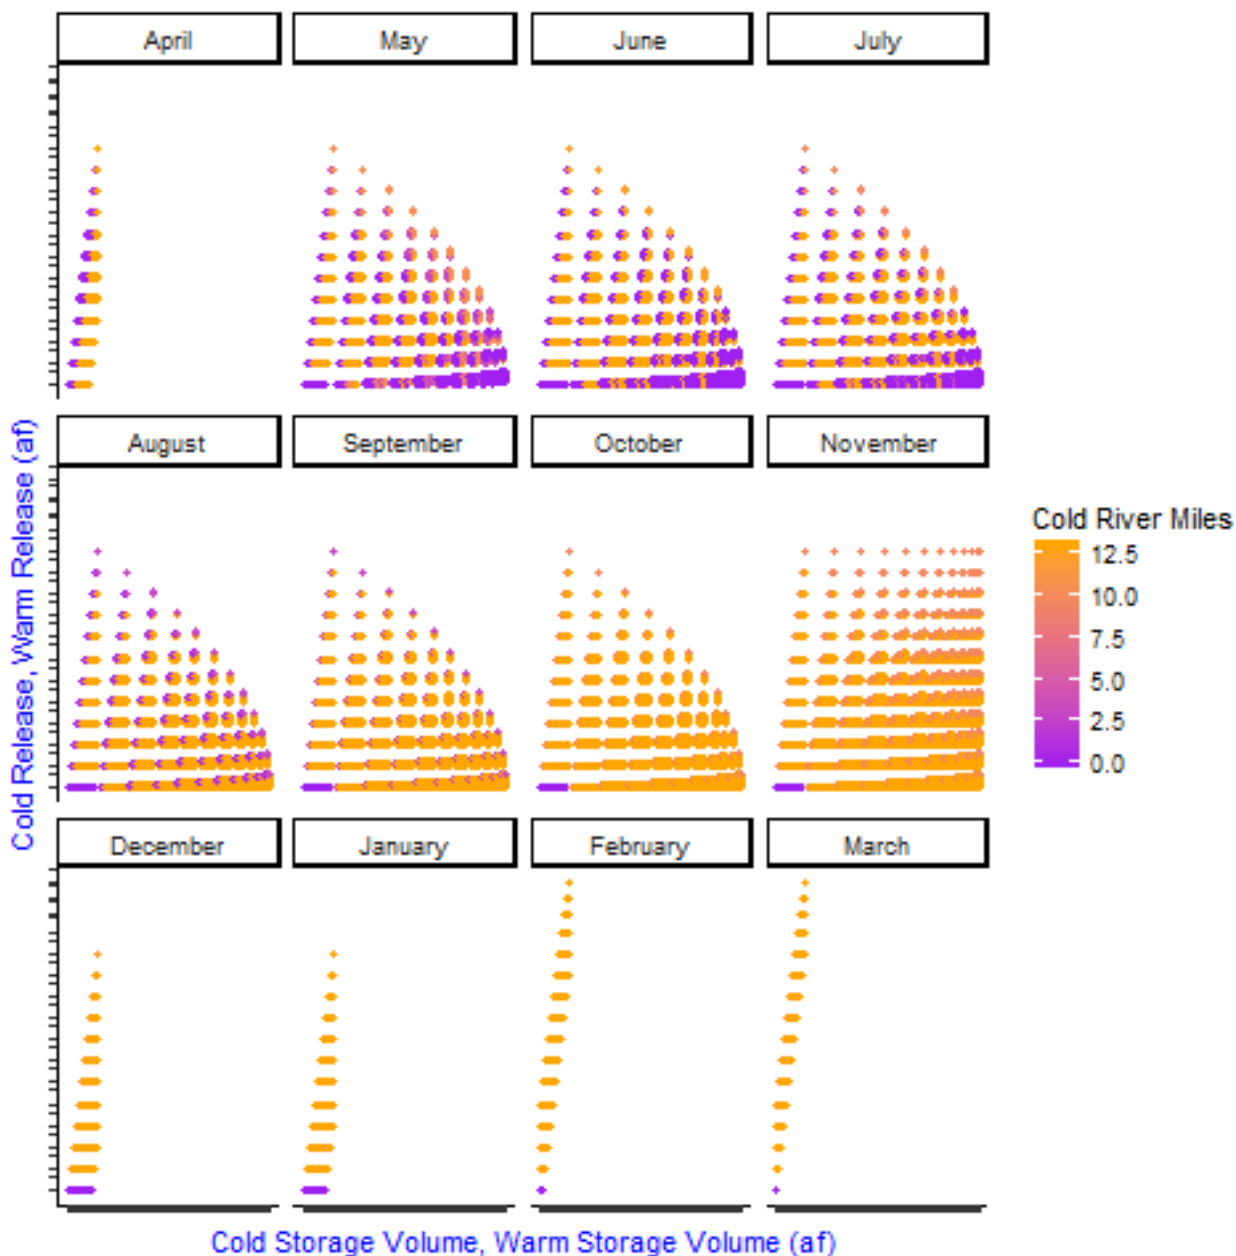 April May June July
August September October November
Cold River Miles
12.5
10.0
7.5
5.0
2.5
0.0
December January February March
Cold Release, Warm Release (af)
Cold Storage Volume, Warm Storage Volume (af)